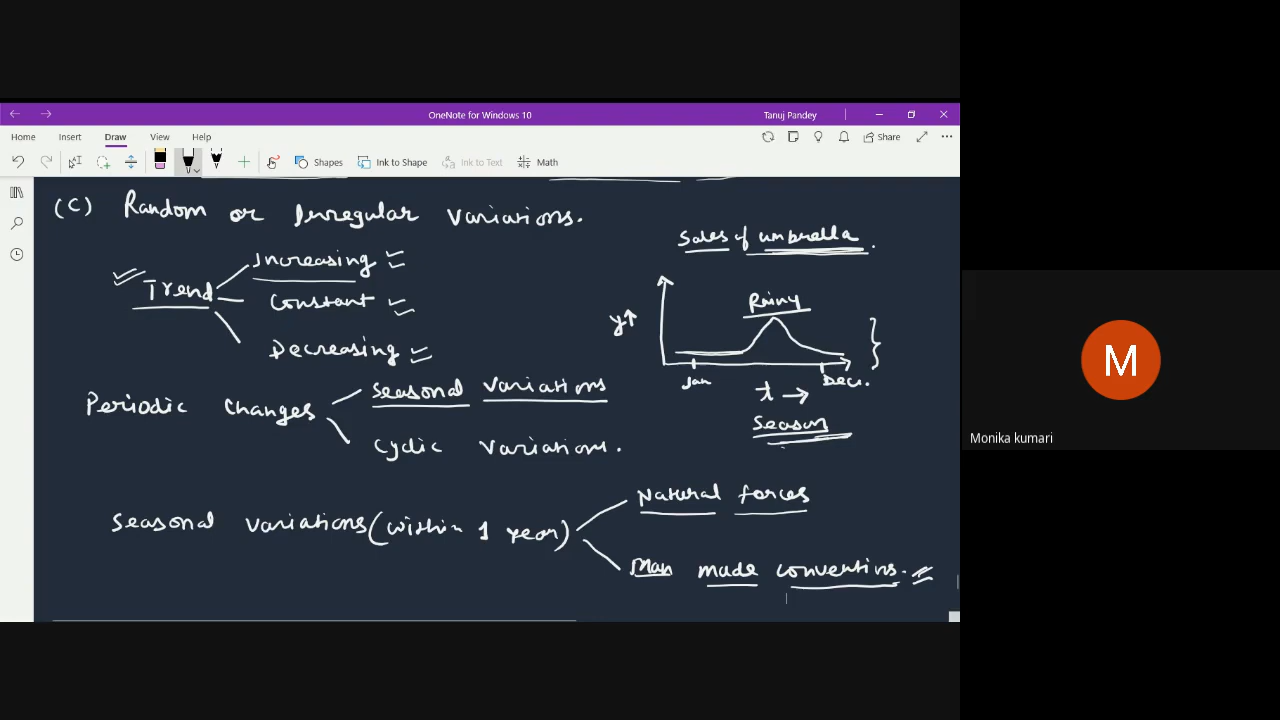 OneNote for Windows 10
Tanuj Pandey
Home Insert Draw View Help
Share
Shapes Ink to Shape Ink to Text Math
(C) Random or Irregular variations.
Sales of umbrella.
Trend
Increasing
Constant
Decreasing
Rainy
y↑
Jan
Dece.
t →
Season
Periodic changes
Seasonal variations
Cyclic variations.
Seasonal variations (within 1 year)
Natural forces
Man made conventins.
M
Monika kumari